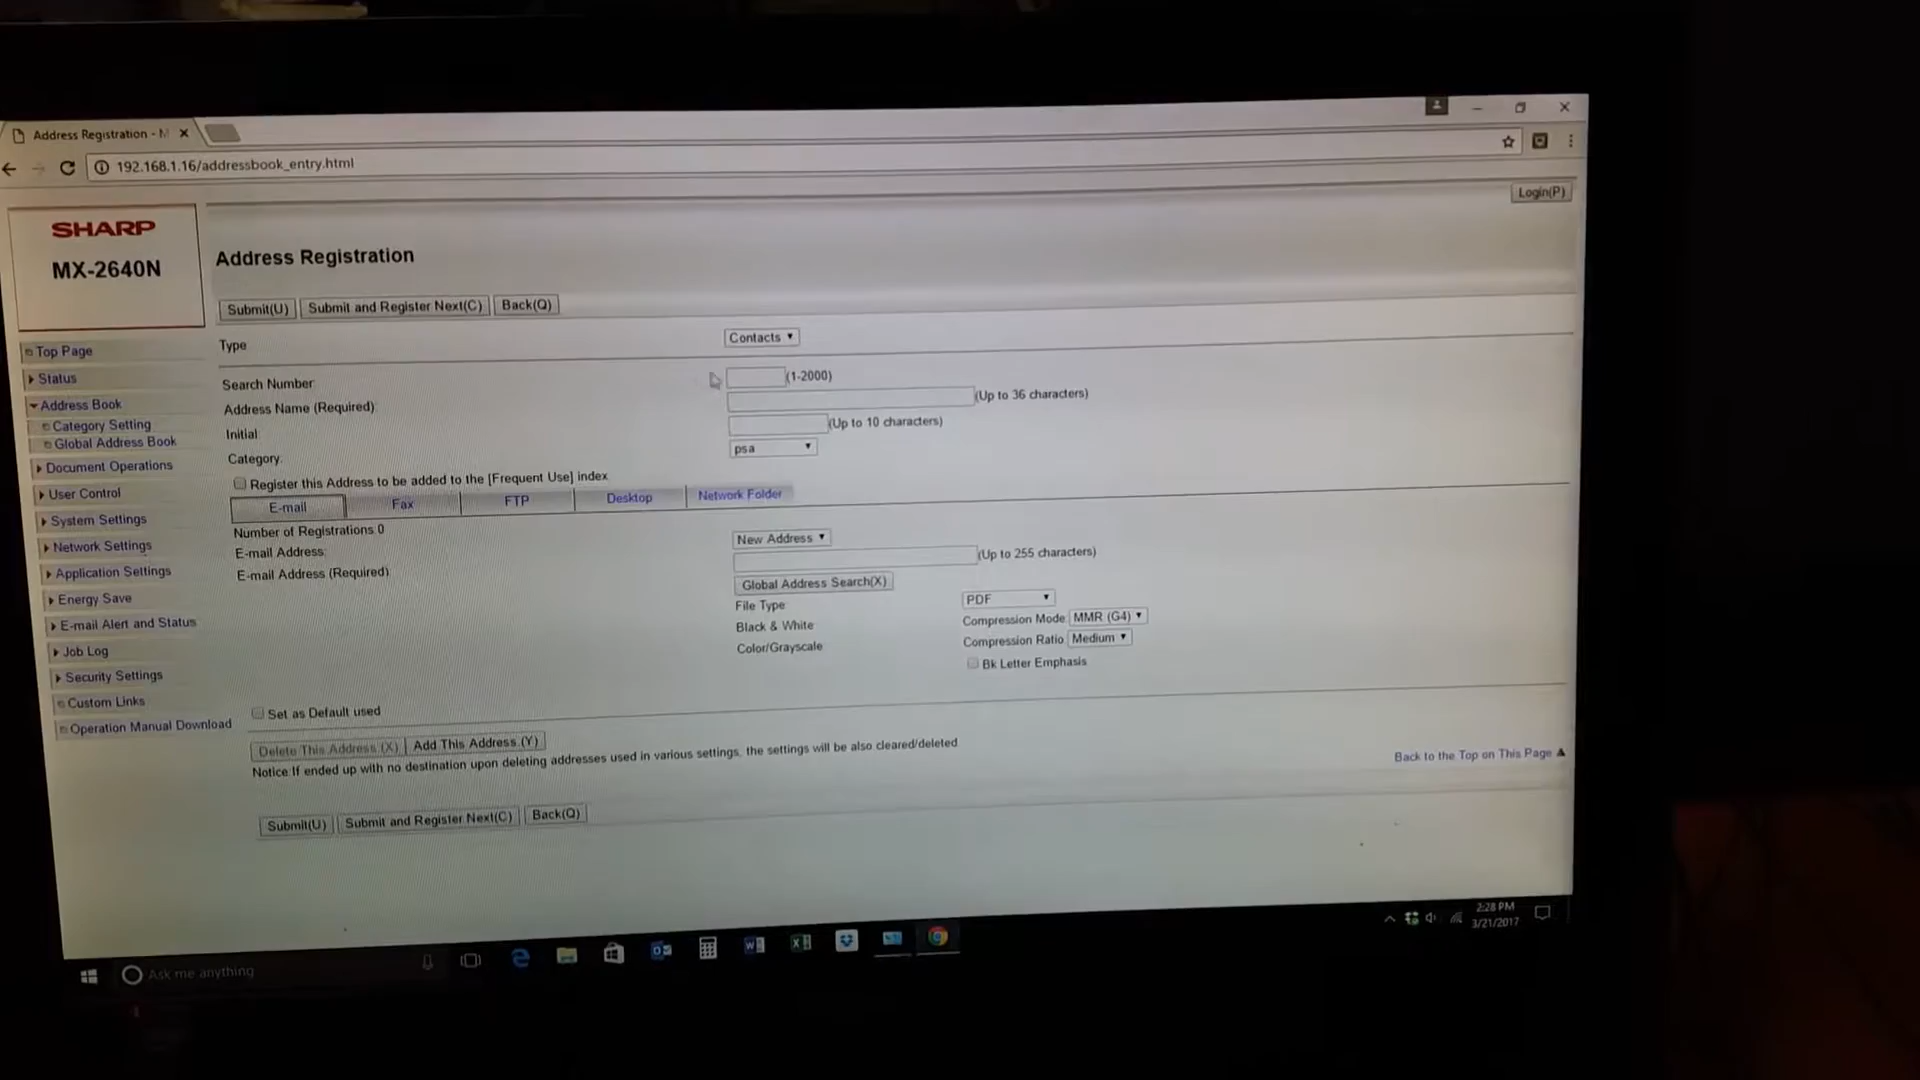 Address Registration - M
192.168.1.16/addressbook_entry.html
Login(P)
SHARP
MX-2640N
Address Registration
Submit(U) Submit and Register Next(C) Back(Q)
Top Page
Status
Address Book
Category Setting
Global Address Book
Document Operations
User Control
System Settings
Network Settings
Application Settings
Energy Save
E-mail Alert and Status
Job Log
Security Settings
Custom Links
Operation Manual Download
Type Contacts
Search Number (1-2000)
Address Name (Required) (Up to 36 characters)
Initial (Up to 10 characters)
Category psa
Register this Address to be added to the [Frequent Use] index
E-mail Fax FTP Desktop Network Folder
Number of Registrations:0
E-mail Address: New Address
E-mail Address (Required) (Up to 255 characters)
Global Address Search(X)
File Type PDF
Black & White Compression Mode MMR (G4)
Color/Grayscale Compression Ratio Medium
Bk Letter Emphasis
Set as Default used
Delete This Address (X) Add This Address (Y)
Notice:If ended up with no destination upon deleting addresses used in various settings, the settings will be also cleared/deleted
Back to the Top on This Page
Submit(U) Submit and Register Next(C) Back(Q)
Ask me anything
2:28 PM
3/21/2017